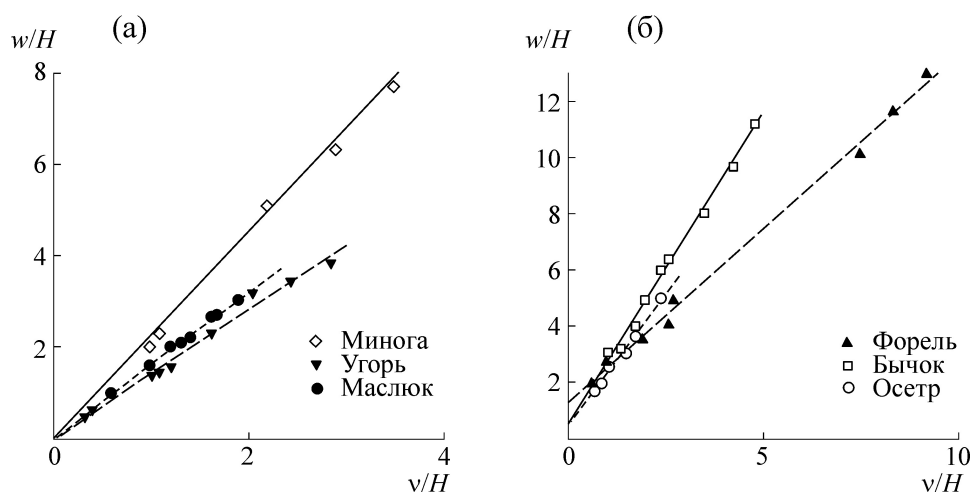 (а)
w/H
8
6
4
2
0
2
4
ν/H
Минога
Угорь
Маслюк
(б)
w/H
12
10
8
6
4
2
0
5
10
ν/H
Форель
Бычок
Осетр